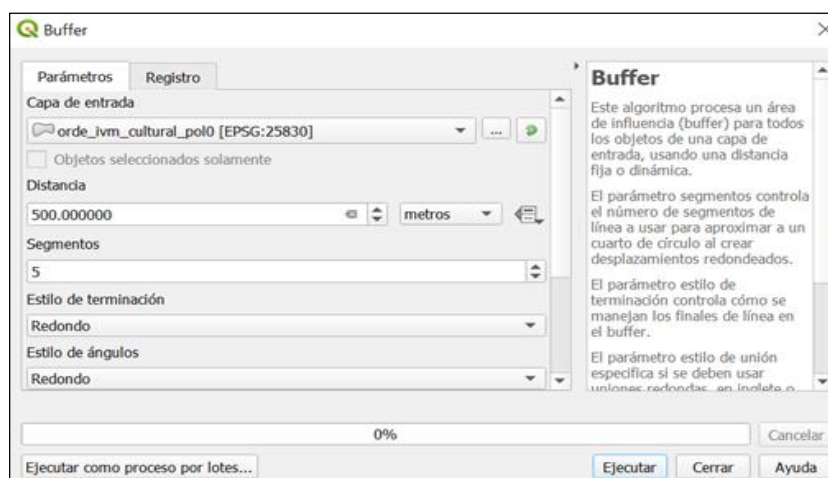 Buffer
Parámetros
Registro
Capa de entrada
orde_ivm_cultural_pol0 [EPSG:25830]
...
Objetos seleccionados solamente
Distancia
500.000000
metros
Segmentos
5
Estilo de terminación
Redondo
Estilo de ángulos
Redondo
Buffer
Este algoritmo procesa un área
de influencia (buffer) para todos
los objetos de una capa de
entrada, usando una distancia
fija o dinámica.
El parámetro segmentos controla
el número de segmentos de
línea a usar para aproximar a un
cuarto de círculo al crear
desplazamientos redondeados.
El parámetro estilo de
terminación controla cómo se
manejan los finales de línea en
el buffer.
El parámetro estilo de unión
especifica si se deben usar
uniones redondas, en inglete o
0%
Cancelar
Ejecutar como proceso por lotes...
Ejecutar
Cerrar
Ayuda